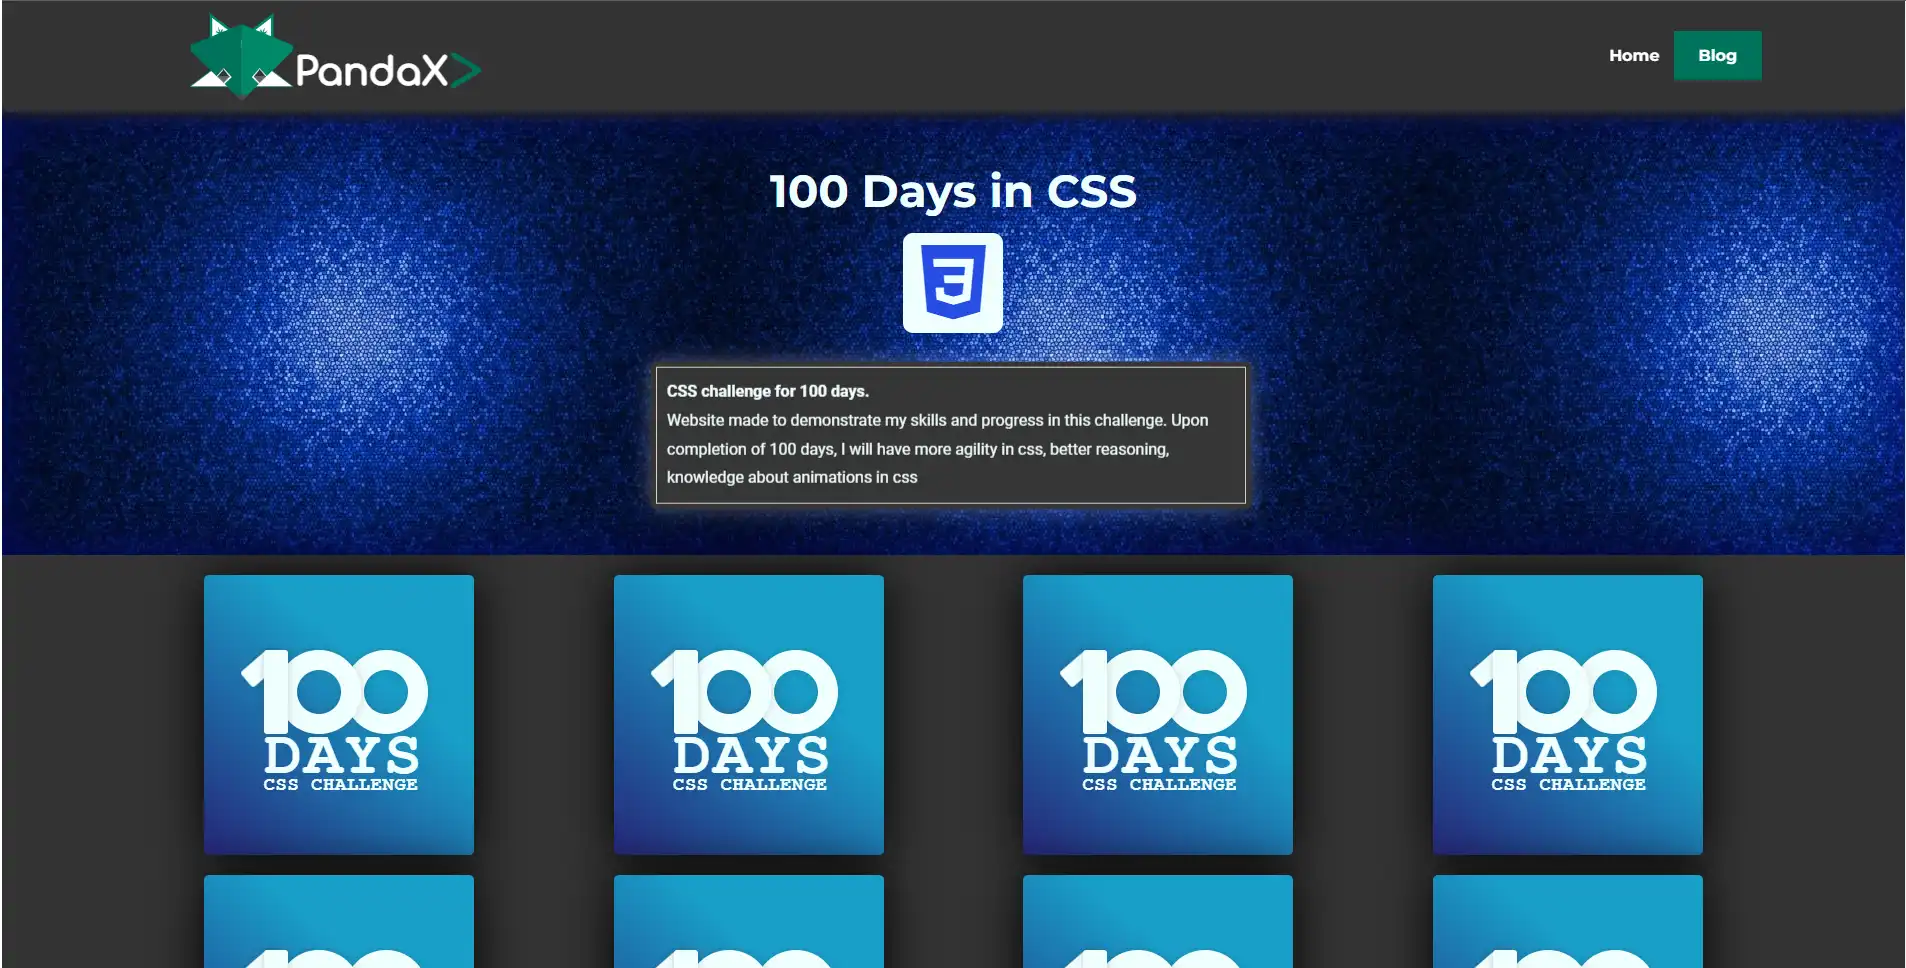 PandaX>
Home
Blog
100 Days in CSS
CSS challenge for 100 days.
Website made to demonstrate my skills and progress in this challenge. Upon
completion of 100 days, I will have more agility in css, better reasoning,
knowledge about animations in css
100
DAYS
CSS CHALLENGE
100
DAYS
CSS CHALLENGE
100
DAYS
CSS CHALLENGE
100
DAYS
CSS CHALLENGE